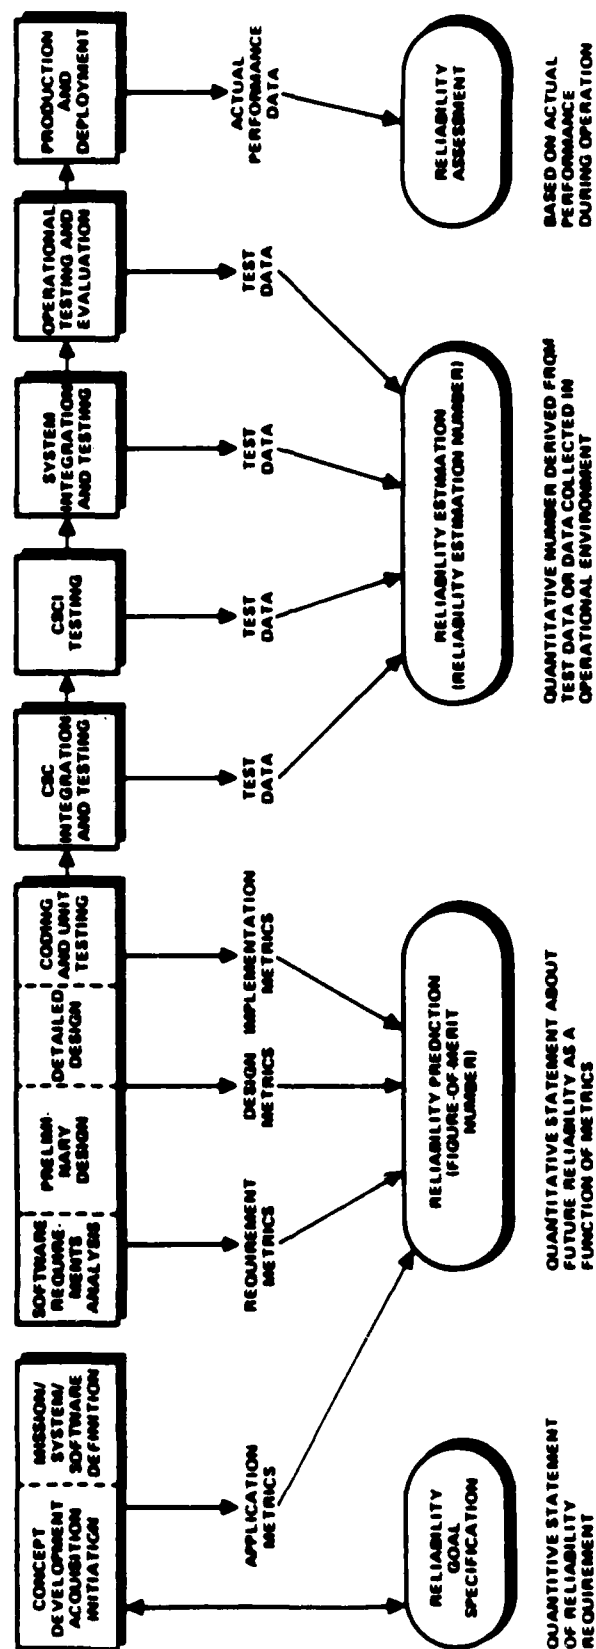 CONCEPT
DEVELOPMENT
ACQUISITION
INITIATION
MISSION/
SYSTEM/
SOFTWARE
DEFINITION
SOFTWARE
REQUIRE-
MENTS
ANALYSIS
PRELIMI-
NARY
DESIGN
DETAILED
DESIGN
CODING
AND UNIT
TESTING
CSC
INTEGRATION
AND TESTING
CSCI
TESTING
SYSTEM
INTEGRATION
AND TESTING
OPERATIONAL
TESTING AND
EVALUATION
PRODUCTION
AND
DEPLOYMENT
APPLICATION
METRICS
REQUIREMENT
METRICS
DESIGN
METRICS
IMPLEMENTATION
METRICS
TEST
DATA
TEST
DATA
TEST
DATA
TEST
DATA
ACTUAL
PERFORMANCE
DATA
RELIABILITY
GOAL
SPECIFICATION
RELIABILITY PREDICTION
(FIGURE-OF-MERIT
NUMBER)
RELIABILITY ESTIMATION
(RELIABILITY ESTIMATION NUMBER)
RELIABILITY
ASSESSMENT
QUANTITIVE STATEMENT
OF RELIABILITY
REQUIREMENT
QUANTITATIVE STATEMENT ABOUT
FUTURE RELIABILITY AS A
FUNCTION OF METRICS
QUANTITATIVE NUMBER DERIVED FROM
TEST DATA OR DATA COLLECTED IN
OPERATIONAL ENVIRONMENT
BASED ON ACTUAL
PERFORMANCE
DURING OPERATION